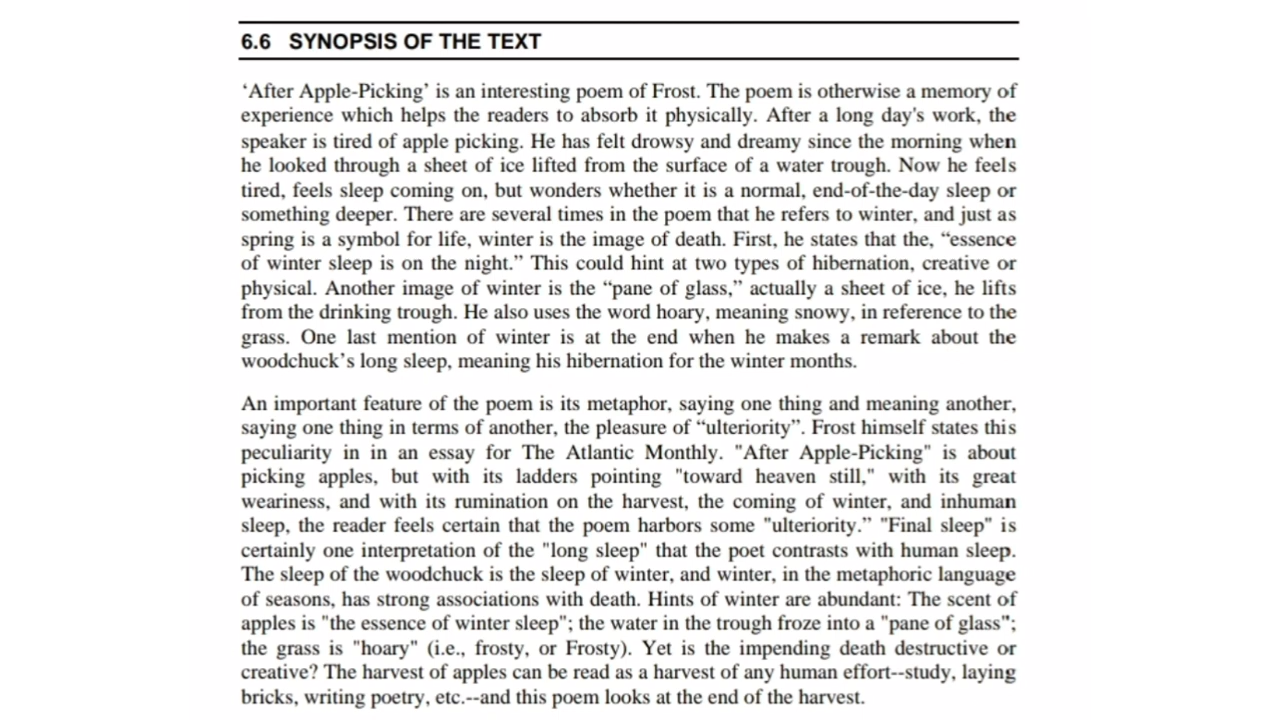 6.6 SYNOPSIS OF THE TEXT
‘After Apple-Picking’ is an interesting poem of Frost. The poem is otherwise a memory of
experience which helps the readers to absorb it physically. After a long day's work, the
speaker is tired of apple picking. He has felt drowsy and dreamy since the morning when
he looked through a sheet of ice lifted from the surface of a water trough. Now he feels
tired, feels sleep coming on, but wonders whether it is a normal, end-of-the-day sleep or
something deeper. There are several times in the poem that he refers to winter, and just as
spring is a symbol for life, winter is the image of death. First, he states that the, “essence
of winter sleep is on the night.” This could hint at two types of hibernation, creative or
physical. Another image of winter is the “pane of glass,” actually a sheet of ice, he lifts
from the drinking trough. He also uses the word hoary, meaning snowy, in reference to the
grass. One last mention of winter is at the end when he makes a remark about the
woodchuck’s long sleep, meaning his hibernation for the winter months.
An important feature of the poem is its metaphor, saying one thing and meaning another,
saying one thing in terms of another, the pleasure of “ulteriority”. Frost himself states this
peculiarity in in an essay for The Atlantic Monthly. "After Apple-Picking" is about
picking apples, but with its ladders pointing "toward heaven still," with its great
weariness, and with its rumination on the harvest, the coming of winter, and inhuman
sleep, the reader feels certain that the poem harbors some "ulteriority.” "Final sleep" is
certainly one interpretation of the "long sleep" that the poet contrasts with human sleep.
The sleep of the woodchuck is the sleep of winter, and winter, in the metaphoric language
of seasons, has strong associations with death. Hints of winter are abundant: The scent of
apples is "the essence of winter sleep"; the water in the trough froze into a "pane of glass";
the grass is "hoary" (i.e., frosty, or Frosty). Yet is the impending death destructive or
creative? The harvest of apples can be read as a harvest of any human effort--study, laying
bricks, writing poetry, etc.--and this poem looks at the end of the harvest.